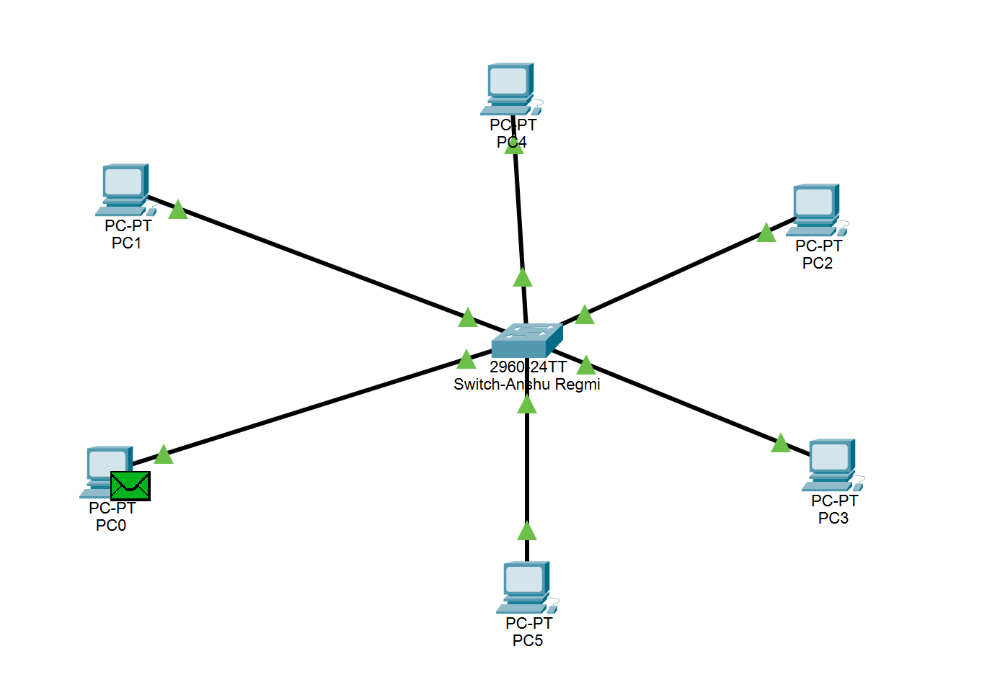 PC-PT
PC4
PC-PT
PC1
PC-PT
PC2
2960-24TT
Switch-Anshu Regmi
PC-PT
PC3
PC-PT
PC0
PC-PT
PC5